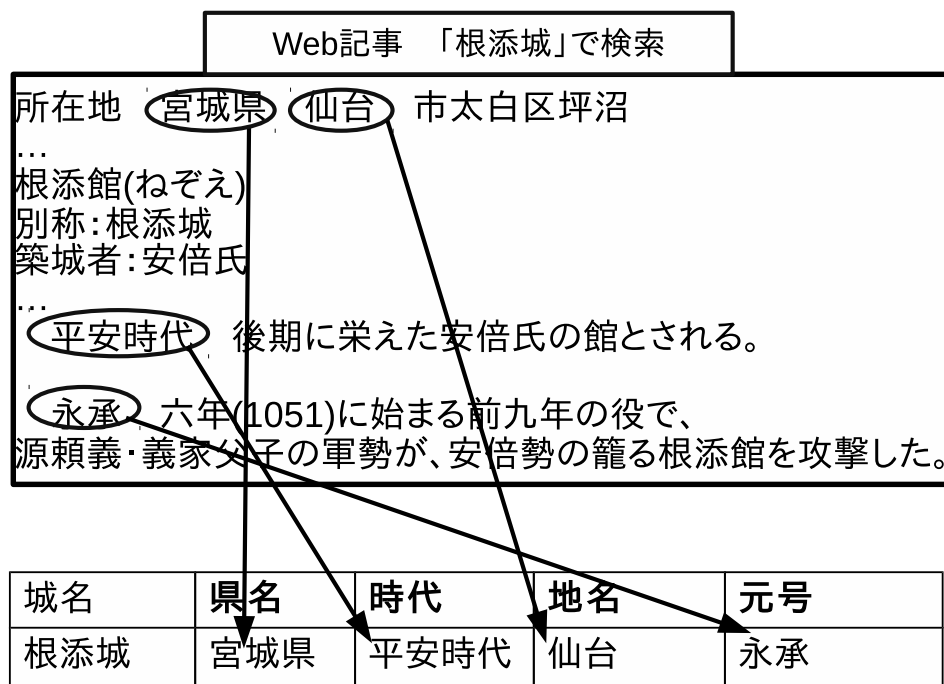 Web記事 「根添城」で検索
所在地 宮城県 仙台 市太白区坪沼
...
根添館(ねぞえ)
別称:根添城
築城者:安倍氏
...
平安時代 後期に栄えた安倍氏の館とされる。
永承 六年(1051)に始まる前九年の役で、
源頼義・義家父子の軍勢が、安倍勢の籠る根添館を攻撃した。
城名 県名 時代 地名 元号
根添城 宮城県 平安時代 仙台 永承